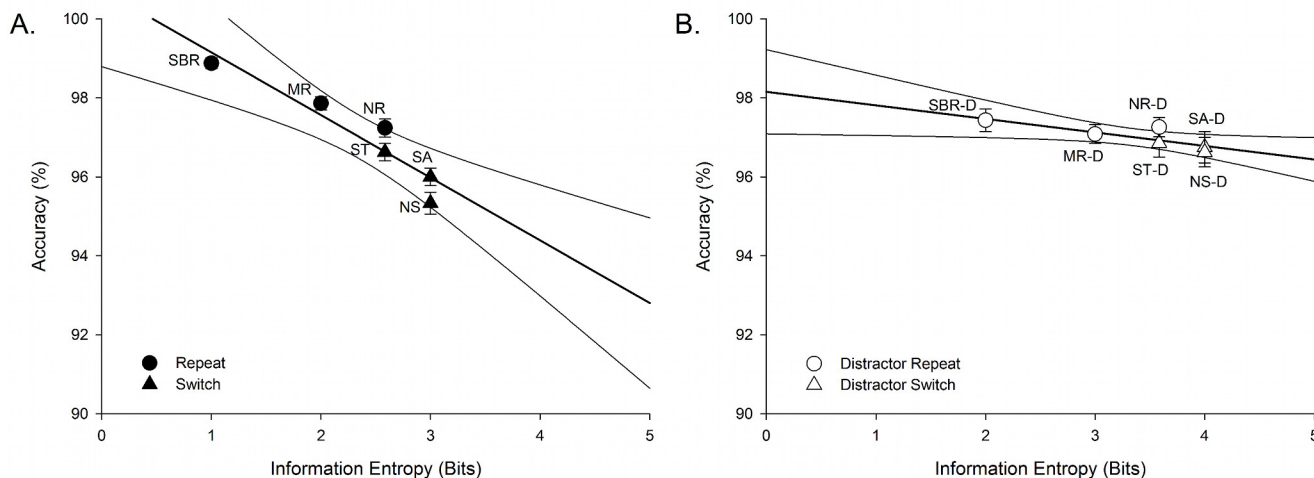 A.
100
98
96
94
92
90
Accuracy (%)
SBR
MR
NR
ST
SA
NS
Repeat
Switch
0 1 2 3 4 5
Information Entropy (Bits)
B.
100
98
96
94
92
90
Accuracy (%)
SBR-D
NR-D
SA-D
MR-D
ST-D
NS-D
Distractor Repeat
Distractor Switch
0 1 2 3 4 5
Information Entropy (Bits)